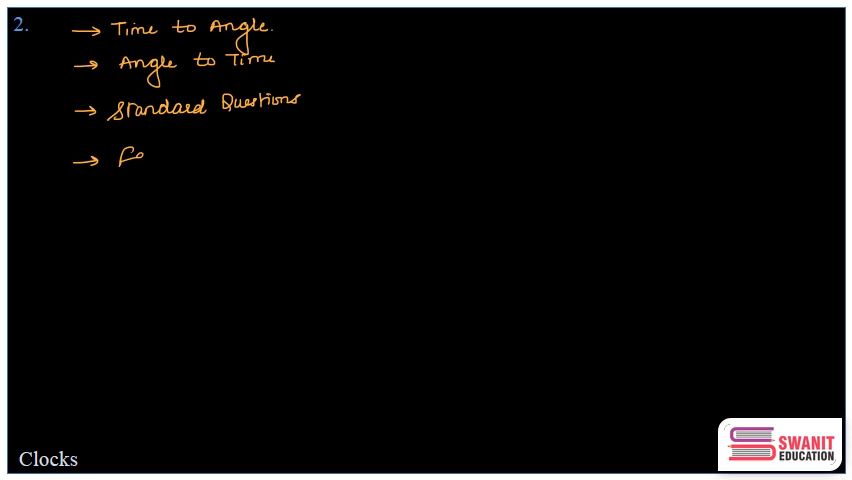 2.
→ Time to Angle.
→ Angle to Time
→ Standard Questions
→ Fo
Clocks
SWANIT
EDUCATION